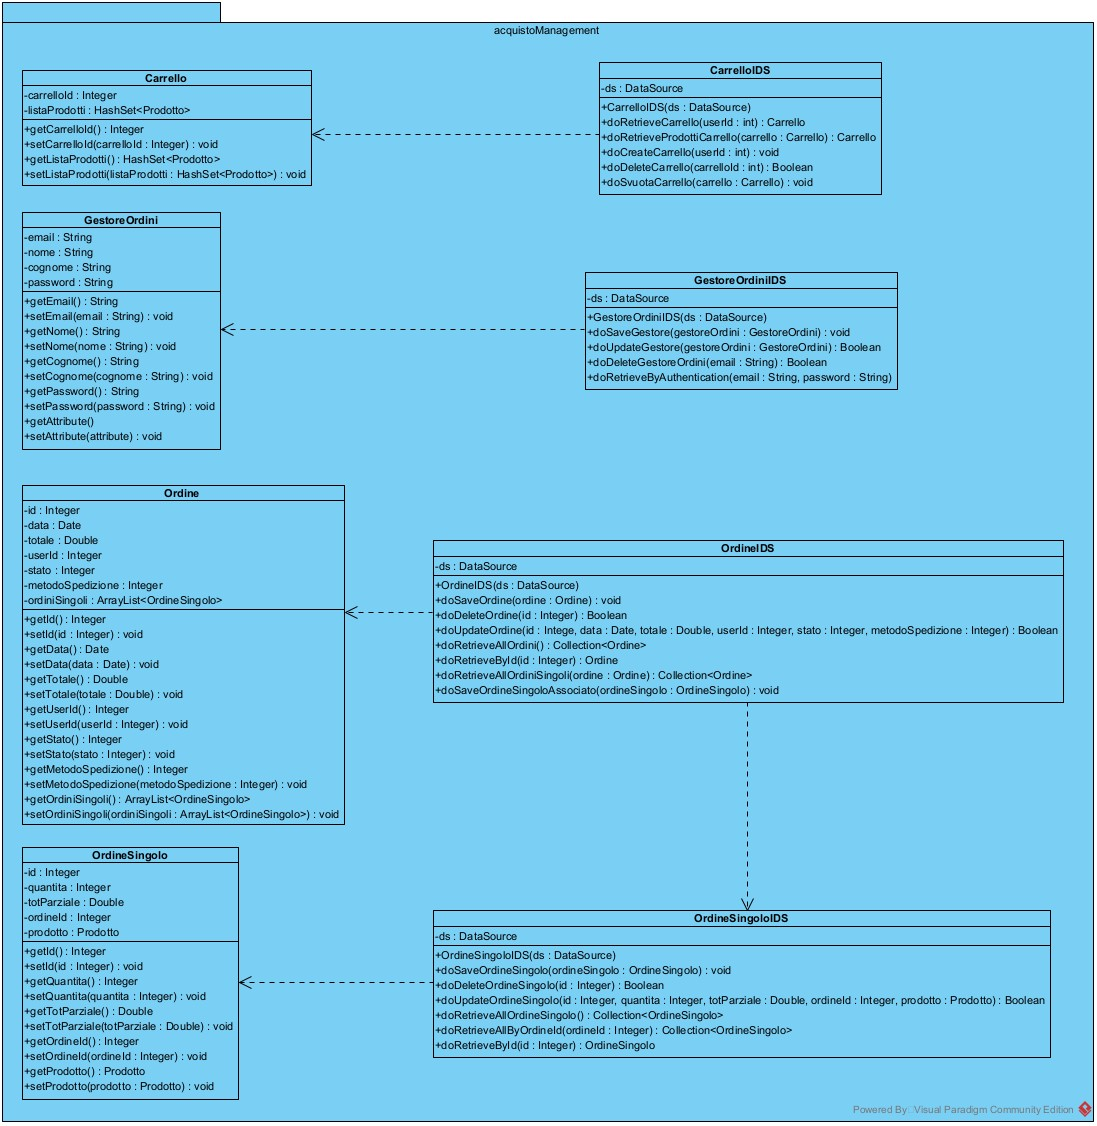 acquistoManagement
Carrello
-carrelloId : Integer
-listaProdotti : HashSet<Prodotto>
+getCarrelloId() : Integer
+setCarrelloId(carrelloId : Integer) : void
+getListaProdotti() : HashSet<Prodotto>
+setListaProdotti(listaProdotti : HashSet<Prodotto>) : void
CarrelloIDS
-ds : DataSource
+CarrelloIDS(ds : DataSource)
+doRetrieveCarrello(userId : int) : Carrello
+doRetrieveProdottiCarrello(carrello : Carrello) : Carrello
+doCreateCarrello(userId : int) : void
+doDeleteCarrello(carrelloId : int) : Boolean
+doSvuotaCarrello(carrello : Carrello) : void
GestoreOrdini
-email : String
-nome : String
-cognome : String
-password : String
+getEmail() : String
+setEmail(email : String) : void
+getNome() : String
+setNome(nome : String) : void
+getCognome() : String
+setCognome(cognome : String) : void
+getPassword() : String
+setPassword(password : String) : void
+getAttribute()
+setAttribute(attribute) : void
GestoreOrdiniIDS
-ds : DataSource
+GestoreOrdiniIDS(ds : DataSource)
+doSaveGestore(gestoreOrdini : GestoreOrdini) : void
+doUpdateGestore(gestoreOrdini : GestoreOrdini) : Boolean
+doDeleteGestoreOrdini(email : String) : Boolean
+doRetrieveByAuthentication(email : String, password : String)
Ordine
-id : Integer
-data : Date
-totale : Double
-userId : Integer
-stato : Integer
-metodoSpedizione : Integer
-ordiniSingoli : ArrayList<OrdineSingolo>
+getId() : Integer
+setId(id : Integer) : void
+getData() : Date
+setData(data : Date) : void
+getTotale() : Double
+setTotale(totale : Double) : void
+getUserId() : Integer
+setUserId(userId : Integer) : void
+getStato() : Integer
+setStato(stato : Integer) : void
+getMetodoSpedizione() : Integer
+setMetodoSpedizione(metodoSpedizione : Integer) : void
+getOrdiniSingoli() : ArrayList<OrdineSingolo>
+setOrdiniSingoli(ordiniSingoli : ArrayList<OrdineSingolo>) : void
OrdineIDS
-ds : DataSource
+OrdineIDS(ds : DataSource)
+doSaveOrdine(ordine : Ordine) : void
+doDeleteOrdine(id : Integer) : Boolean
+doUpdateOrdine(id : Intege, data : Date, totale : Double, userId : Integer, stato : Integer, metodoSpedizione : Integer) : Boolean
+doRetrieveAllOrdini() : Collection<Ordine>
+doRetrieveById(id : Integer) : Ordine
+doRetrieveAllOrdiniSingoli(ordine : Ordine) : Collection<Ordine>
+doSaveOrdineSingoloAssociato(ordineSingolo : OrdineSingolo) : void
OrdineSingolo
-id : Integer
-quantita : Integer
-totParziale : Double
-ordineId : Integer
-prodotto : Prodotto
+getId() : Integer
+setId(id : Integer) : void
+getQuantita() : Integer
+setQuantita(quantita : Integer) : void
+getTotParziale() : Double
+setTotParziale(totParziale : Double) : void
+getOrdineId() : Integer
+setOrdineId(ordineId : Integer) : void
+getProdotto() : Prodotto
+setProdotto(prodotto : Prodotto) : void
OrdineSingoloIDS
-ds : DataSource
+OrdineSingoloIDS(ds : DataSource)
+doSaveOrdineSingolo(ordineSingolo : OrdineSingolo) : void
+doDeleteOrdineSingolo(id : Integer) : Boolean
+doUpdateOrdineSingolo(id : Integer, quantita : Integer, totParziale : Double, ordineId : Integer, prodotto : Prodotto) : Boolean
+doRetrieveAllOrdineSingolo() : Collection<OrdineSingolo>
+doRetrieveAllByOrdineId(ordineId : Integer) : Collection<OrdineSingolo>
+doRetrieveById(id : Integer) : OrdineSingolo
Powered By: Visual Paradigm Community Edition